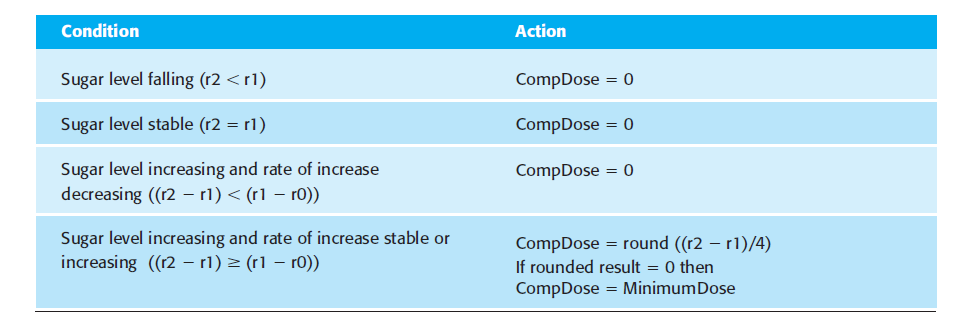 Condition Action
Sugar level falling (r2 < r1) CompDose = 0
Sugar level stable (r2 = r1) CompDose = 0
Sugar level increasing and rate of increase
decreasing ((r2 − r1) < (r1 − r0))
CompDose = 0
Sugar level increasing and rate of increase stable or
increasing ((r2 − r1) ≥ (r1 − r0))
CompDose = round ((r2 − r1)/4)
If rounded result = 0 then
CompDose = MinimumDose